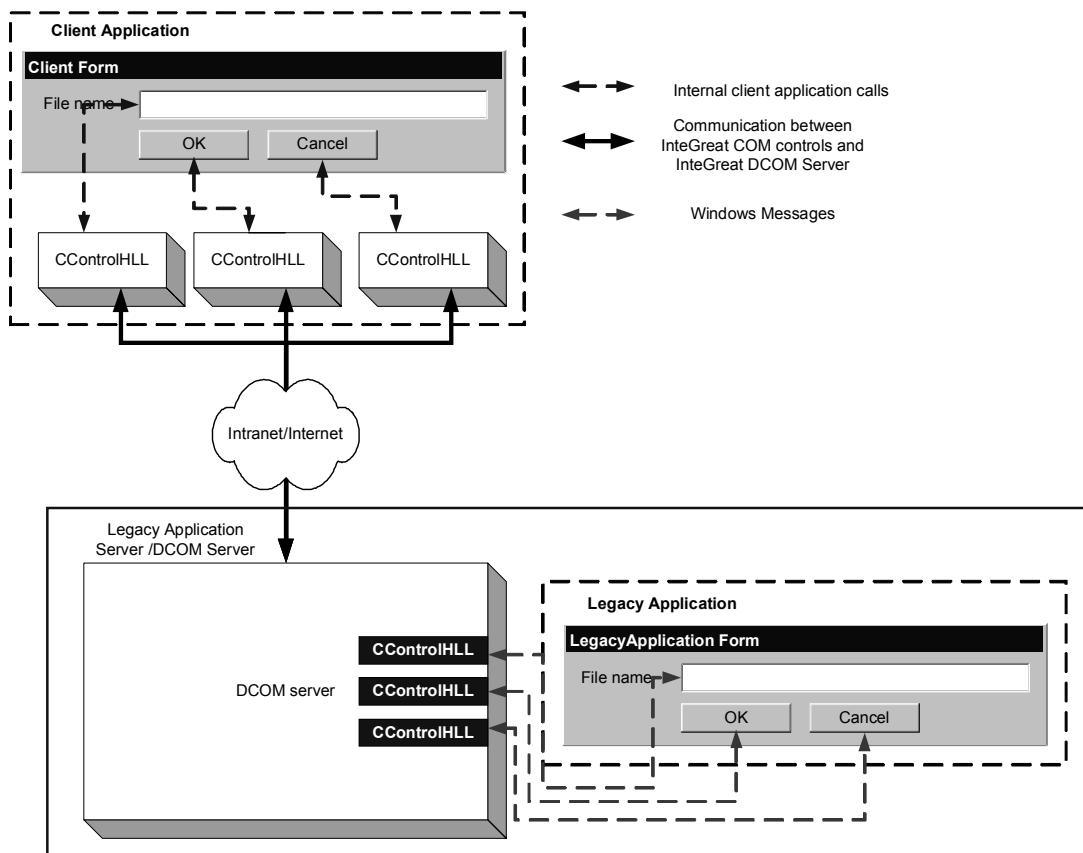 Client Application
Client Form
File name
OK
Cancel
CControlHLL
CControlHLL
CControlHLL
Internal client application calls
Communication between
InteGreat COM controls and
InteGreat DCOM Server
Windows Messages
Intranet/Internet
Legacy Application
Server /DCOM Server
DCOM server
CControlHLL
CControlHLL
CControlHLL
Legacy Application
LegacyApplication Form
File name
OK
Cancel